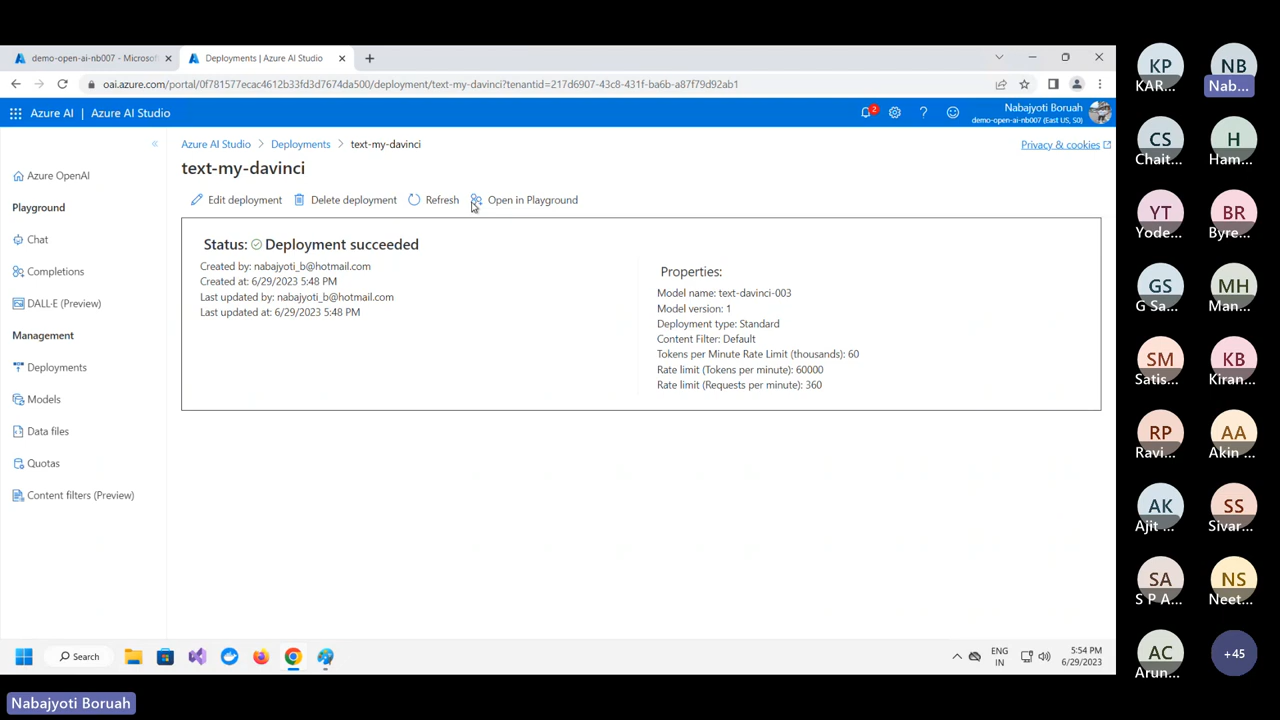 demo-open-ai-nb007 - Microsoft
Deployments | Azure AI Studio
oai.azure.com/portal/0f781577ecac4612b33fd3d7674da500/deployment/text-my-davinci?tenantid=217d6907-43c8-431f-ba6b-a87f79d92ab1
Azure AI | Azure AI Studio
2
Nabajyoti Boruah
demo-open-ai-nb007 (East US, S0)
Azure AI Studio > Deployments > text-my-davinci
Privacy & cookies
text-my-davinci
Edit deployment
Delete deployment
Refresh
Open in Playground
Azure OpenAI
Playground
Chat
Completions
DALL·E (Preview)
Management
Deployments
Models
Data files
Quotas
Content filters (Preview)
Status: Deployment succeeded
Created by: nabajyoti_b@hotmail.com
Created at: 6/29/2023 5:48 PM
Last updated by: nabajyoti_b@hotmail.com
Last updated at: 6/29/2023 5:48 PM
Properties:
Model name: text-davinci-003
Model version: 1
Deployment type: Standard
Content Filter: Default
Tokens per Minute Rate Limit (thousands): 60
Rate limit (Tokens per minute): 60000
Rate limit (Requests per minute): 360
Search
ENG
IN
5:54 PM
6/29/2023
KP
KAR...
NB
Nab...
CS
Chait...
H
Ham...
YT
Yode...
BR
Byre...
GS
G Sa...
MH
Man...
SM
Satis...
KB
Kiran...
RP
Ravi...
AA
Akin ...
AK
Ajit ...
SS
Sivar...
SA
S P A...
NS
Neet...
AC
Arun...
+45
Nabajyoti Boruah